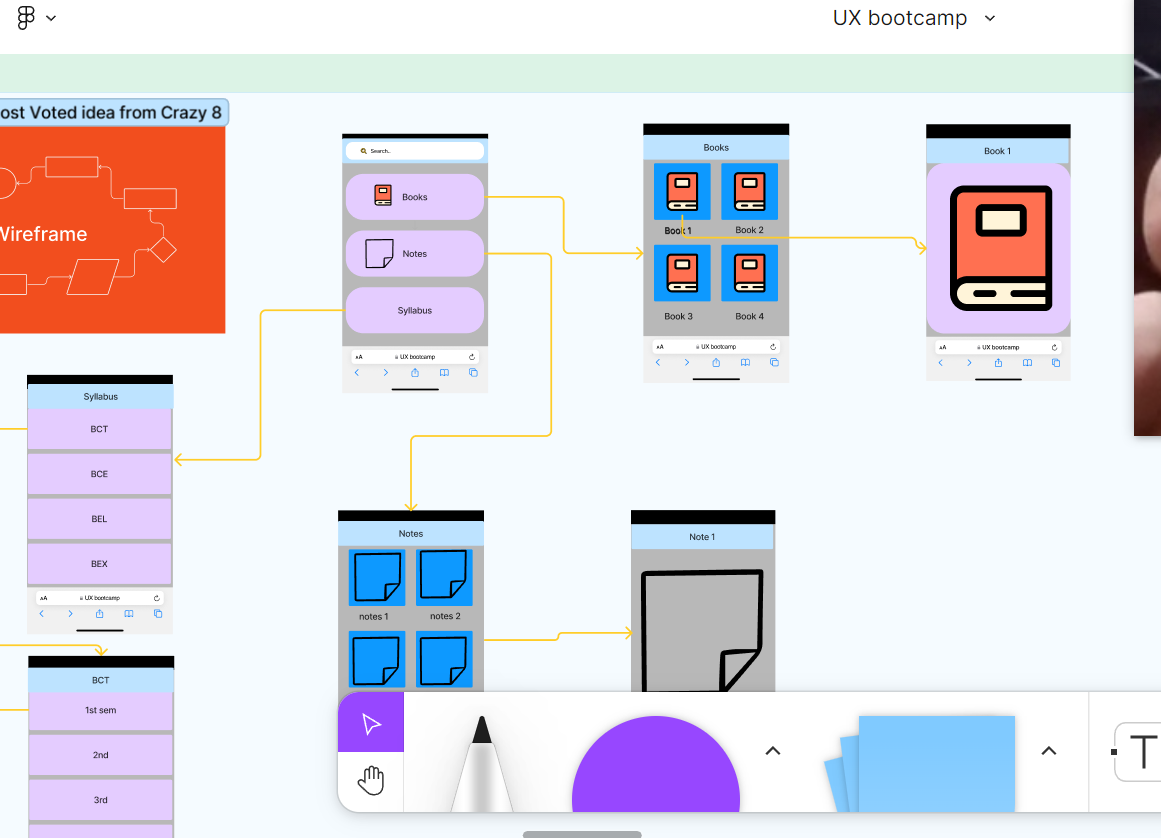 UX bootcamp
ost Voted idea from Crazy 8
Wireframe
Search..
Books
Notes
Syllabus
AA
UX bootcamp
Books
Book 1
Book 2
Book 3
Book 4
AA
UX bootcamp
Book 1
AA
UX bootcamp
Syllabus
BCT
BCE
BEL
BEX
AA
UX bootcamp
Notes
notes 1
notes 2
Note 1
BCT
1st sem
2nd
3rd
T